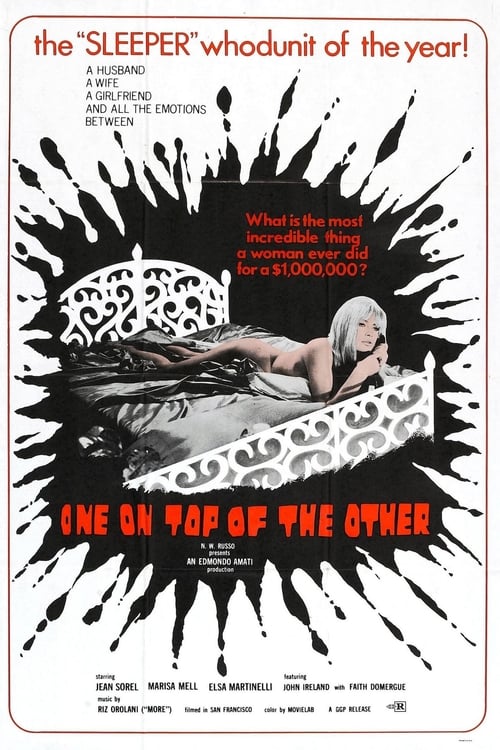 the "SLEEPER" whodunit of the year!
A HUSBAND
A WIFE
A GIRLFRIEND
AND ALL THE EMOTIONS
BETWEEN
What is the most
incredible thing
a woman ever did
for a $1,000,000?
ONE ON TOP OF THE OTHER
N. W. RUSSO
presents
AN EDMONDO AMATI
production
starring
JEAN SOREL MARISA MELL ELSA MARTINELLI
featuring
JOHN IRELAND with FAITH DOMERGUE
music by
RIZ OROLANI ("MORE") filmed in SAN FRANCISCO color by MOVIELAB A GGP RELEASE R